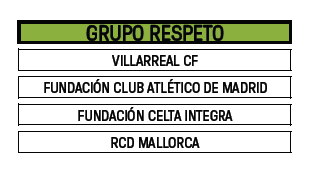 GRUPO RESPETO
VILLARREAL CF
FUNDACIÓN CLUB ATLÉTICO DE MADRID
FUNDACIÓN CELTA INTEGRA
RCD MALLORCA